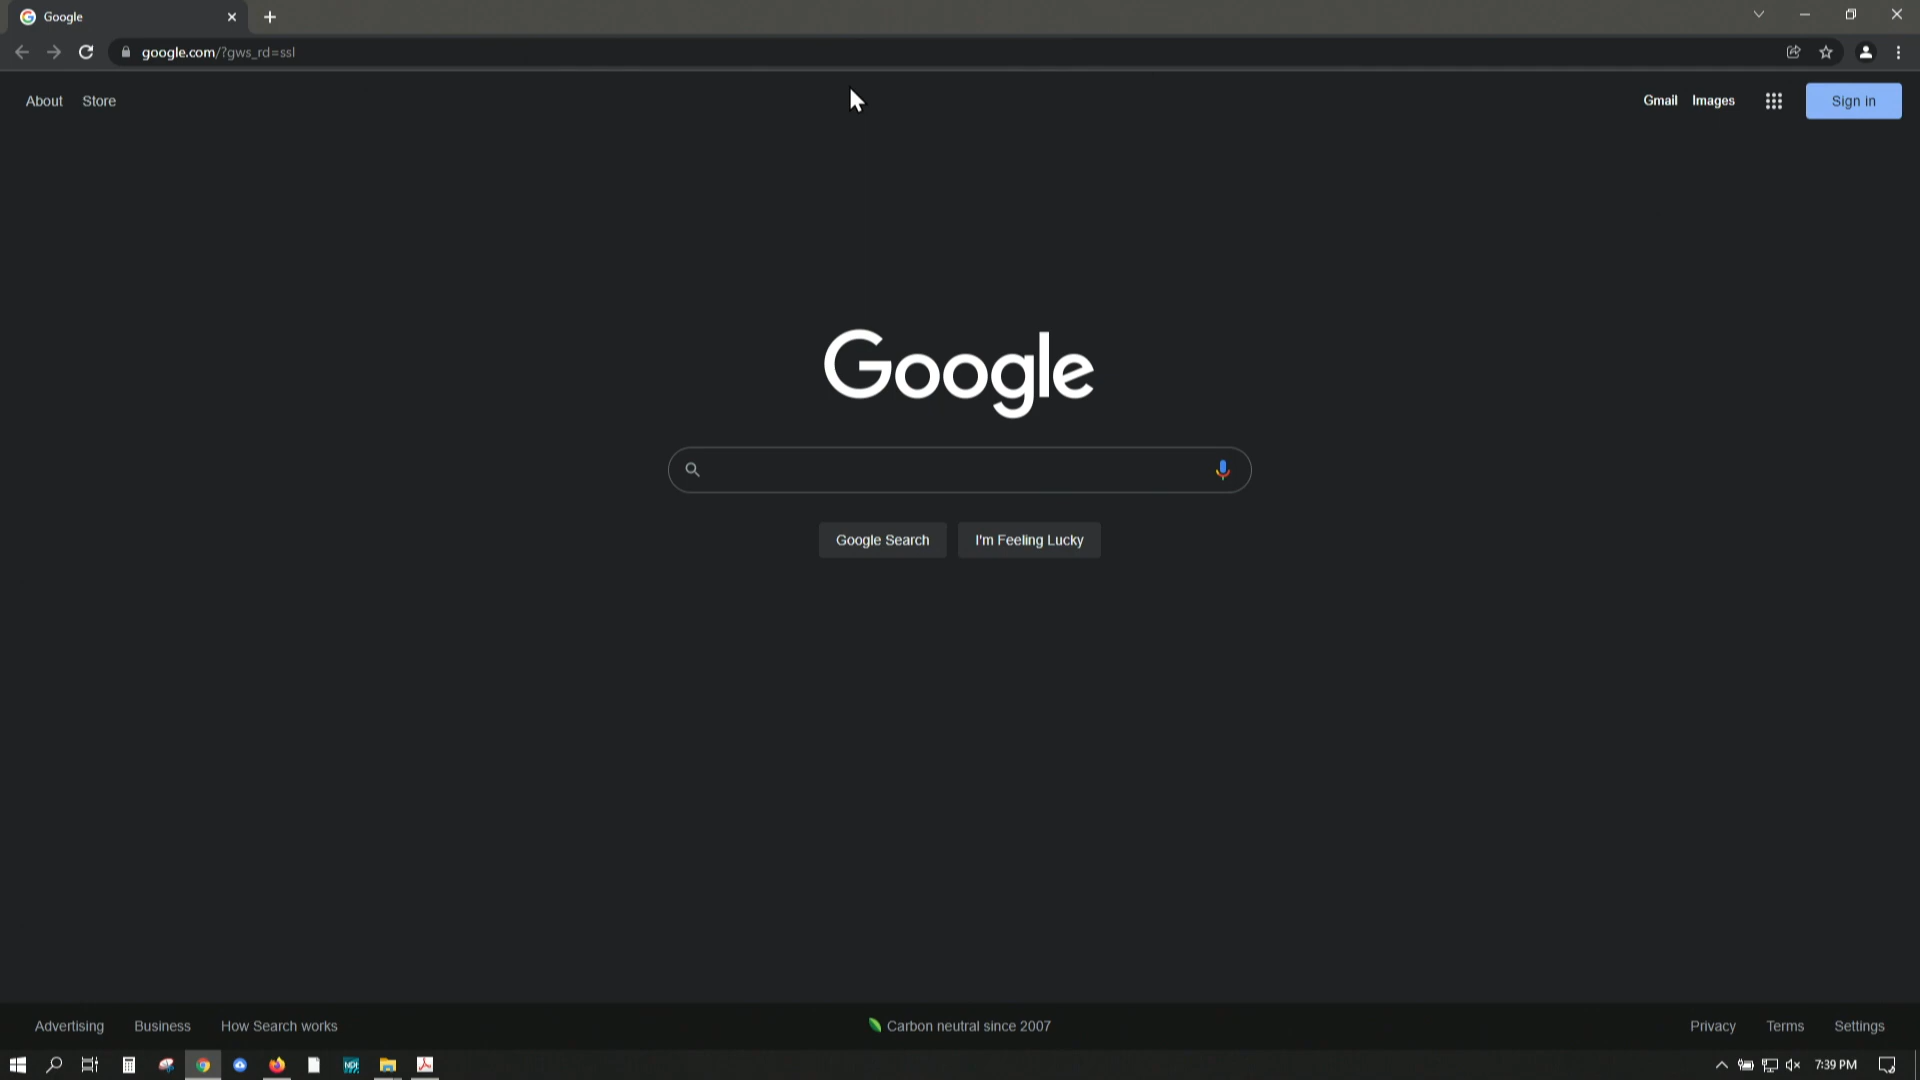 Google
google.com/?gws_rd=ssl
About Store
Gmail Images Sign in
Google
Google Search I'm Feeling Lucky
Advertising Business How Search works
Carbon neutral since 2007
Privacy Terms Settings
7:39 PM